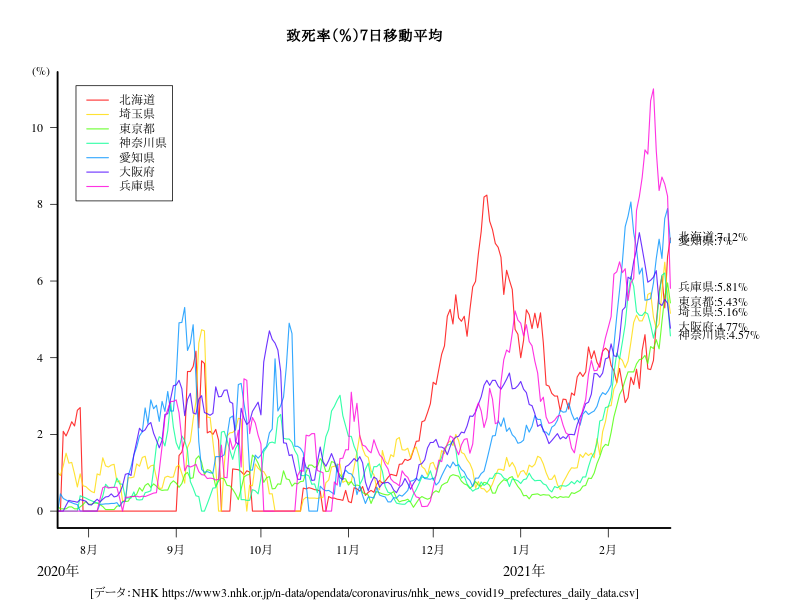 致死率(%)7日移動平均
(%)
10
8
6
4
2
0
北海道
埼玉県
東京都
神奈川県
愛知県
大阪府
兵庫県
北海道:7.12%
愛知県:7%
兵庫県:5.81%
東京都:5.43%
埼玉県:5.16%
大阪府:4.77%
神奈川県:4.57%
8月 9月 10月 11月 12月 1月 2月
2020年 2021年
[データ:NHK https://www3.nhk.or.jp/n-data/opendata/coronavirus/nhk_news_covid19_prefectures_daily_data.csv]